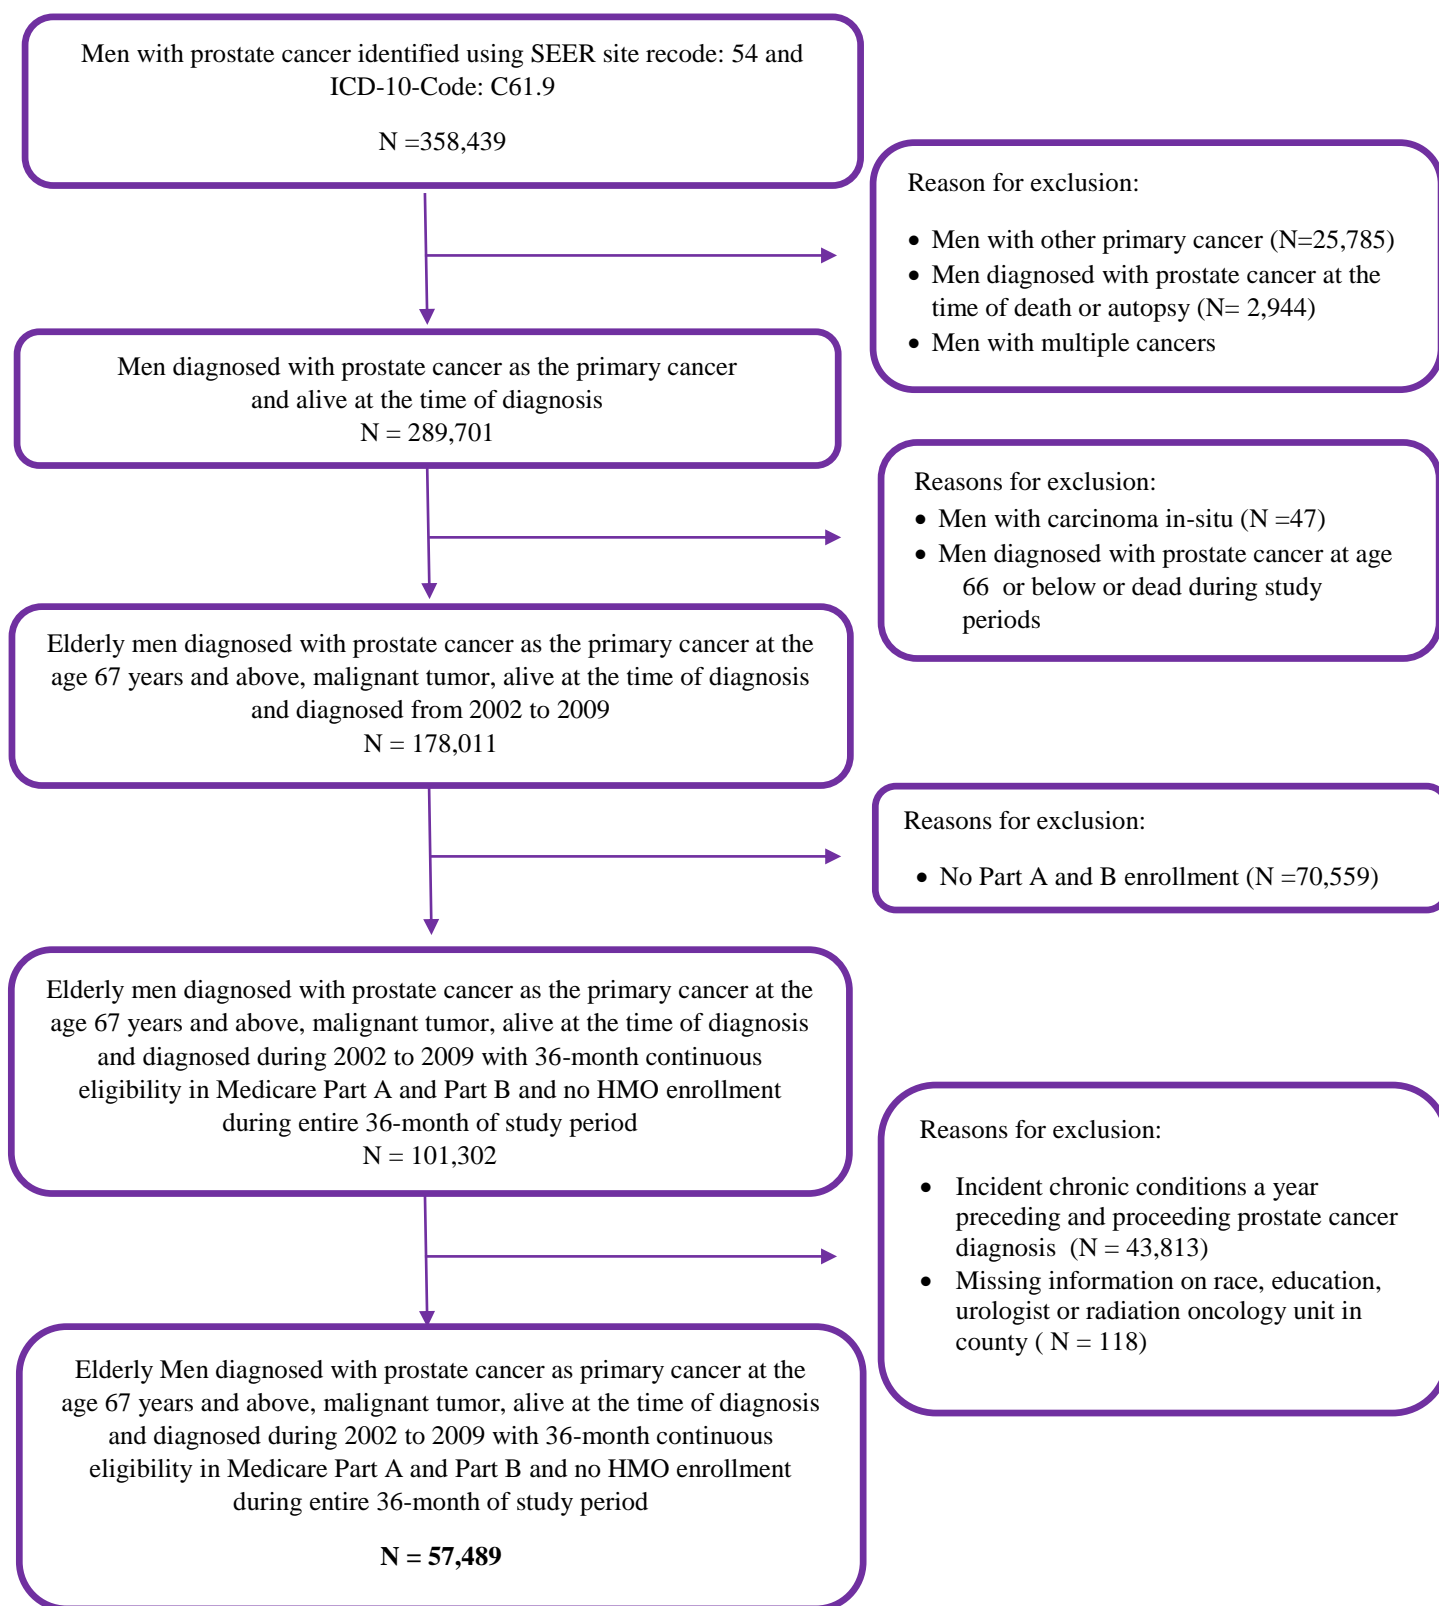 Men with prostate cancer identified using SEER site recode: 54 and
ICD-10-Code: C61.9
N =358,439
Reason for exclusion:
• Men with other primary cancer (N=25,785)
• Men diagnosed with prostate cancer at the
time of death or autopsy (N= 2,944)
• Men with multiple cancers
Men diagnosed with prostate cancer as the primary cancer
and alive at the time of diagnosis
N = 289,701
Reasons for exclusion:
• Men with carcinoma in-situ (N =47)
• Men diagnosed with prostate cancer at age
66 or below or dead during study
periods
Elderly men diagnosed with prostate cancer as the primary cancer at the
age 67 years and above, malignant tumor, alive at the time of diagnosis
and diagnosed from 2002 to 2009
N = 178,011
Reasons for exclusion:
• No Part A and B enrollment (N =70,559)
Elderly men diagnosed with prostate cancer as the primary cancer at the
age 67 years and above, malignant tumor, alive at the time of diagnosis
and diagnosed during 2002 to 2009 with 36-month continuous
eligibility in Medicare Part A and Part B and no HMO enrollment
during entire 36-month of study period
N = 101,302
Reasons for exclusion:
• Incident chronic conditions a year
preceding and proceeding prostate cancer
diagnosis (N = 43,813)
• Missing information on race, education,
urologist or radiation oncology unit in
county ( N = 118)
Elderly Men diagnosed with prostate cancer as primary cancer at the
age 67 years and above, malignant tumor, alive at the time of diagnosis
and diagnosed during 2002 to 2009 with 36-month continuous
eligibility in Medicare Part A and Part B and no HMO enrollment
during entire 36-month of study period
N = 57,489